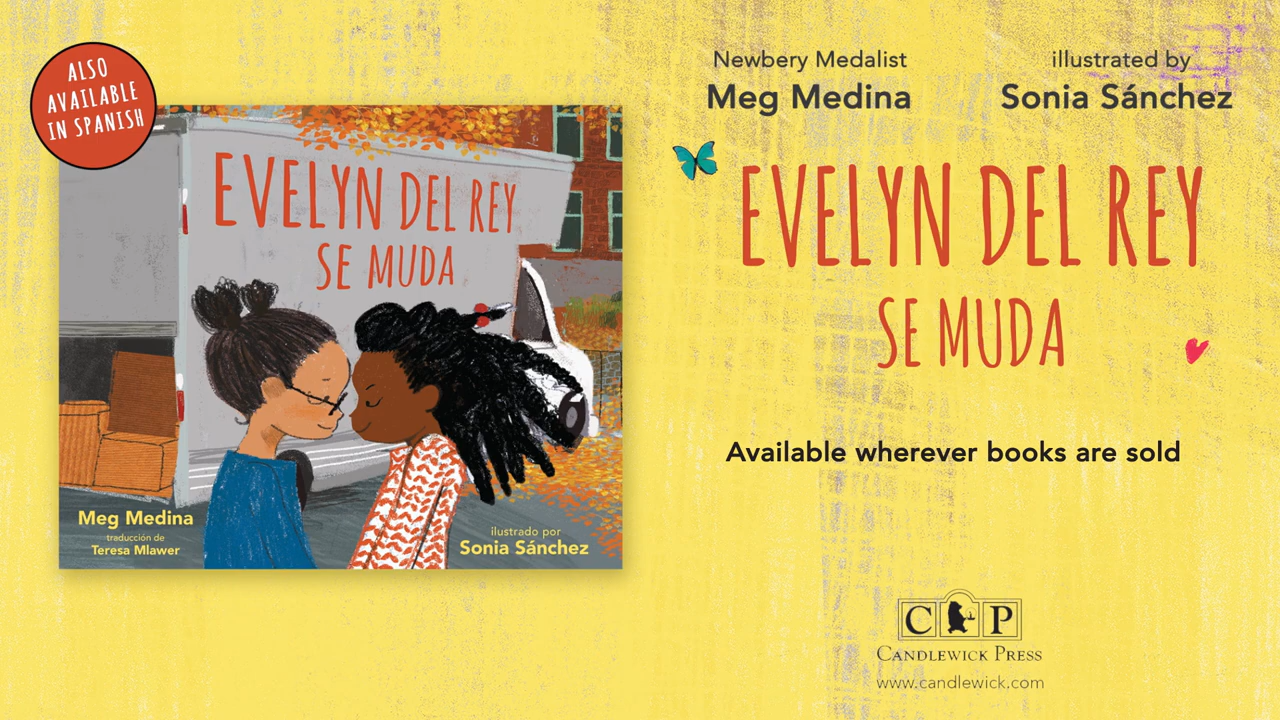 ALSO
AVAILABLE
IN SPANISH
EVELYN DEL REY
SE MUDA
Meg Medina
traducción de
Teresa Mlawer
ilustrado por
Sonia Sánchez
Newbery Medalist
Meg Medina
illustrated by
Sonia Sánchez
EVELYN DEL REY
SE MUDA
Available wherever books are sold
C P
CANDLEWICK PRESS
www.candlewick.com